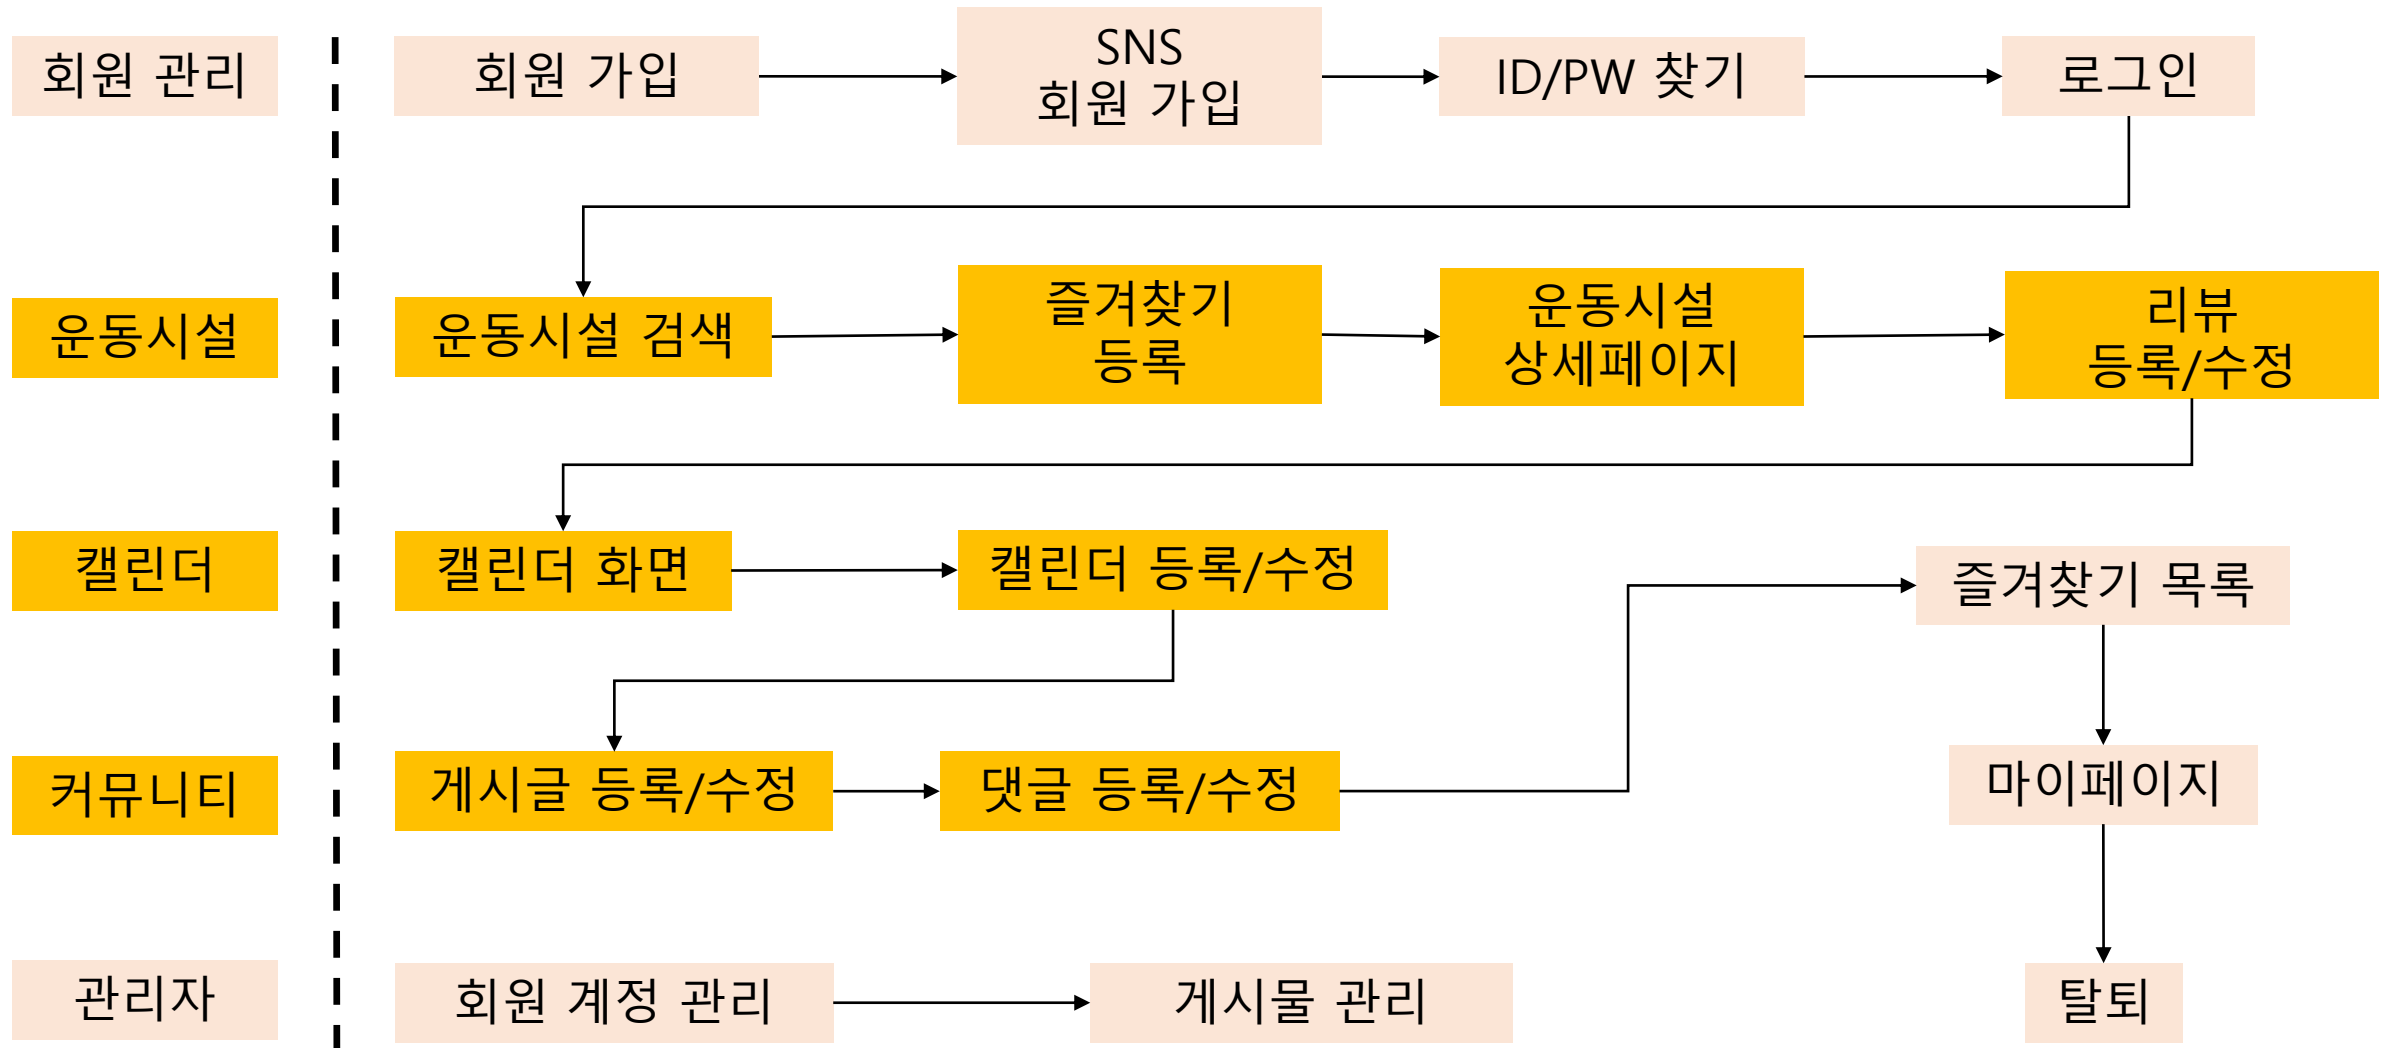 회원 관리
회원 가입
SNS
회원 가입
ID/PW 찾기
로그인
운동시설
운동시설 검색
즐겨찾기
등록
운동시설
상세페이지
리뷰
등록/수정
캘린더
캘린더 화면
캘린더 등록/수정
즐겨찾기 목록
커뮤니티
게시글 등록/수정
댓글 등록/수정
마이페이지
관리자
회원 계정 관리
게시물 관리
탈퇴